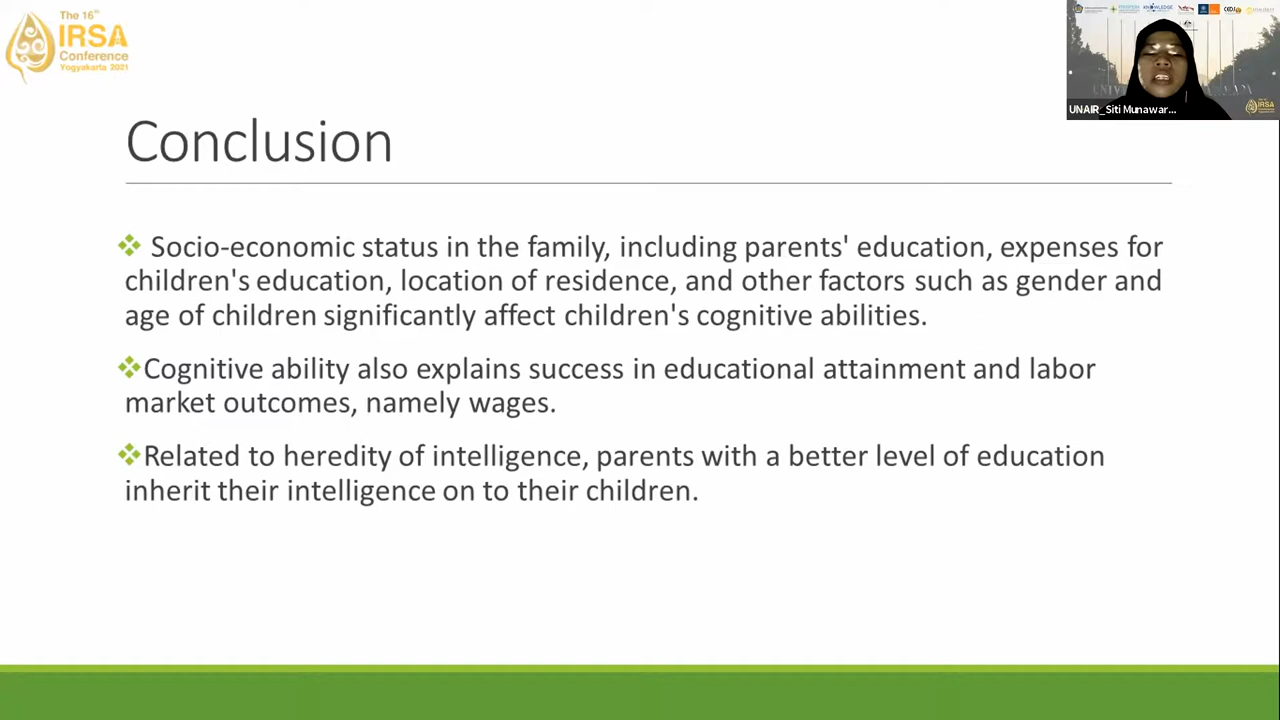 The 16th
IRSA
Conference
Yogyakarta 2021
KNOWLEDGE
UNAIR_Siti Munawar...
IRSA
Conclusion
Socio-economic status in the family, including parents' education, expenses for
children's education, location of residence, and other factors such as gender and
age of children significantly affect children's cognitive abilities.
Cognitive ability also explains success in educational attainment and labor
market outcomes, namely wages.
Related to heredity of intelligence, parents with a better level of education
inherit their intelligence on to their children.